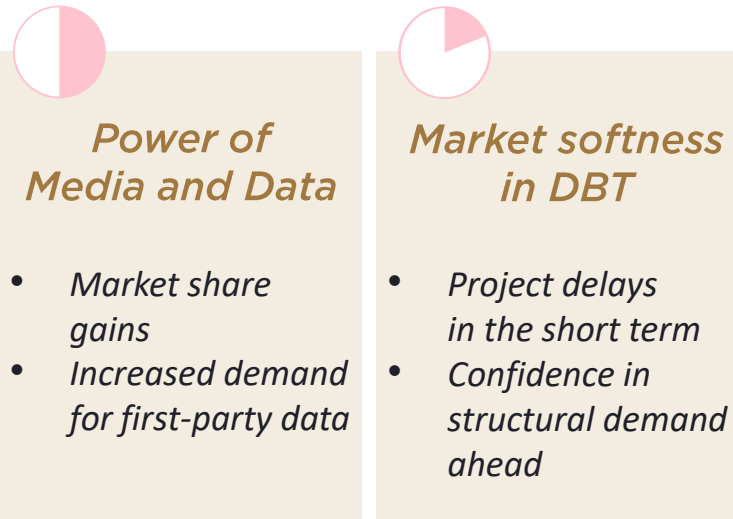 Power of
Media and Data
• Market share
gains
• Increased demand
for first-party data
Market softness
in DBT
• Project delays
in the short term
• Confidence in
structural demand
ahead